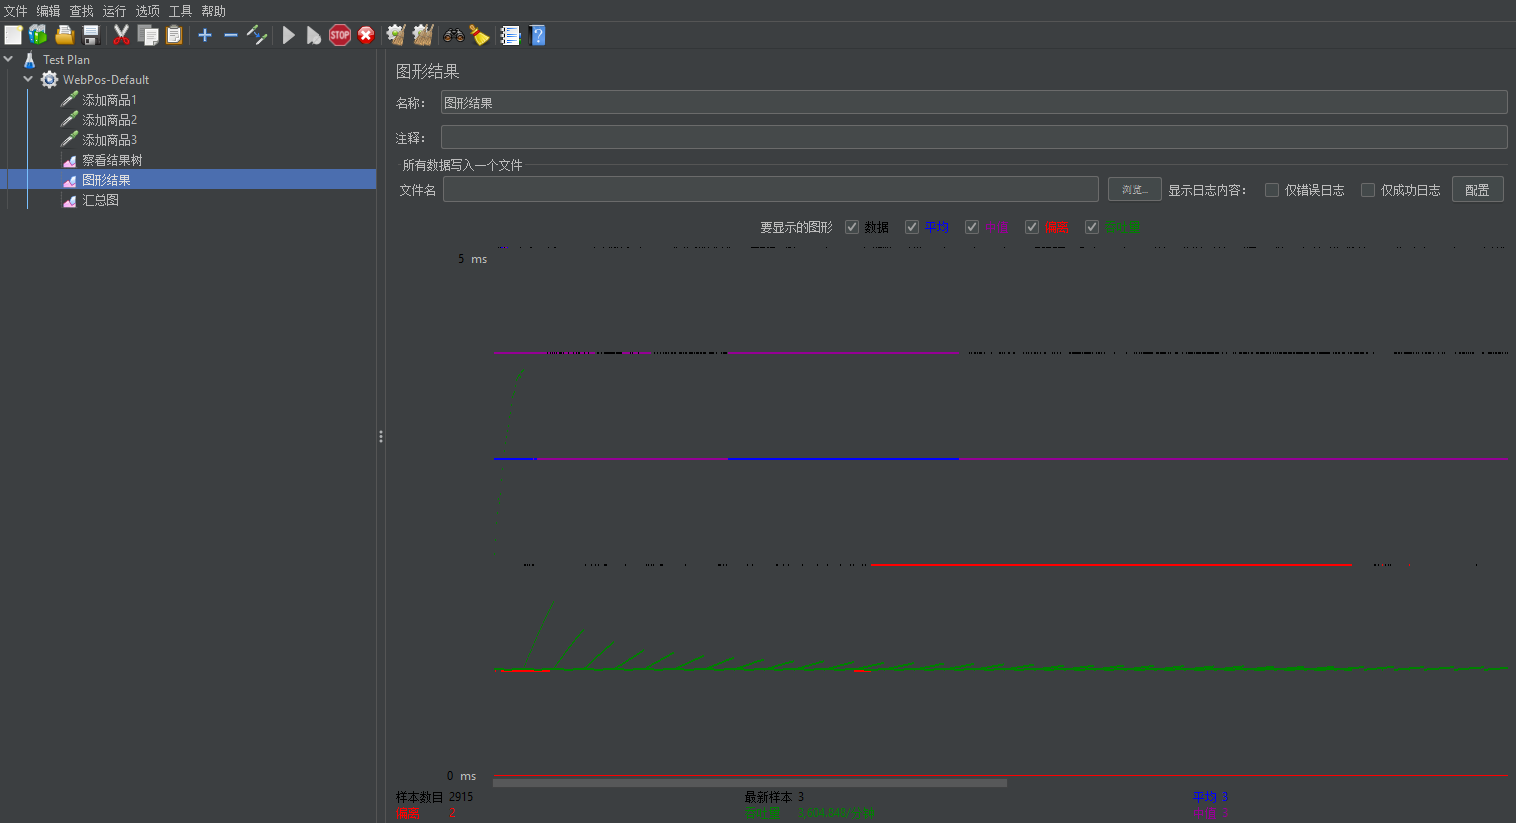 文件 编辑 查找 运行 选项 工具 帮助
STOP
Test Plan
WebPos-Default
添加商品1
添加商品2
添加商品3
察看结果树
图形结果
汇总图
图形结果
名称： 图形结果
注释：
所有数据写入一个文件
文件名 浏览... 显示日志内容： 仅错误日志 仅成功日志 配置
要显示的图形 数据 平均 中值 偏离 吞吐量
5 ms
0 ms
样本数目 2915 最新样本 3 平均 3
偏离 2 吞吐量 3,604.848/分钟 中值 3